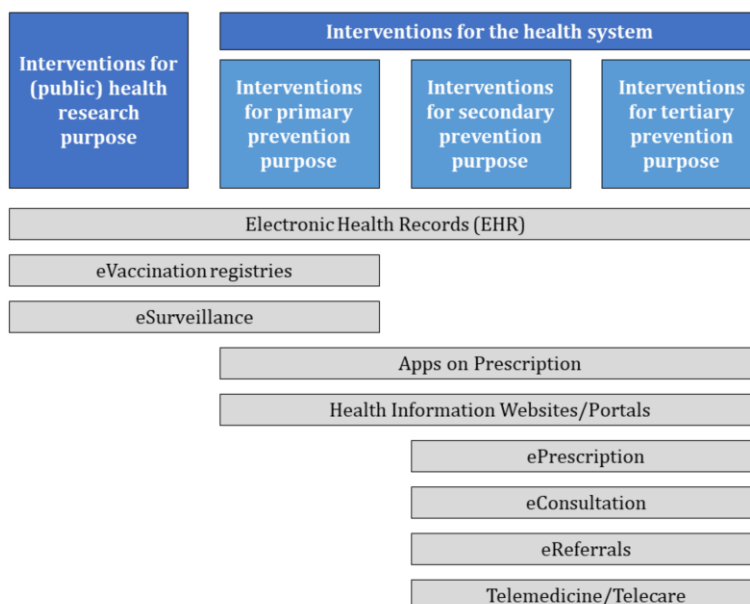 Interventions for the health system
Interventions for
(public) health
research
purpose
Interventions
for primary
prevention
purpose
Interventions
for secondary
prevention
purpose
Interventions
for tertiary
prevention
purpose
Electronic Health Records (EHR)
eVaccination registries
eSurveillance
Apps on Prescription
Health Information Websites/Portals
ePrescription
eConsultation
eReferrals
Telemedicine/Telecare